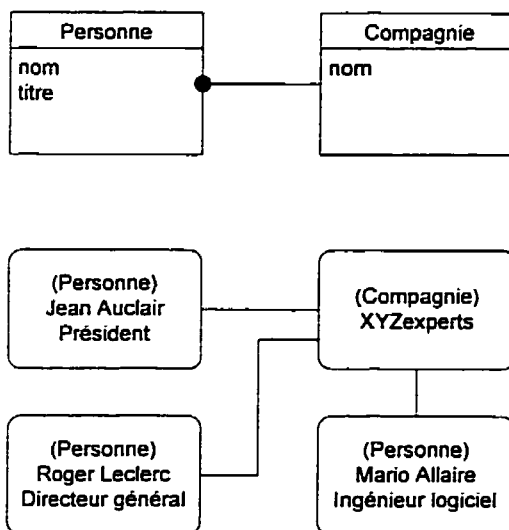 Personne
nom
titre
Compagnie
nom
(Personne)
Jean Auclair
Président
(Compagnie)
XYZexperts
(Personne)
Roger Leclerc
Directeur général
(Personne)
Mario Allaire
Ingénieur logiciel